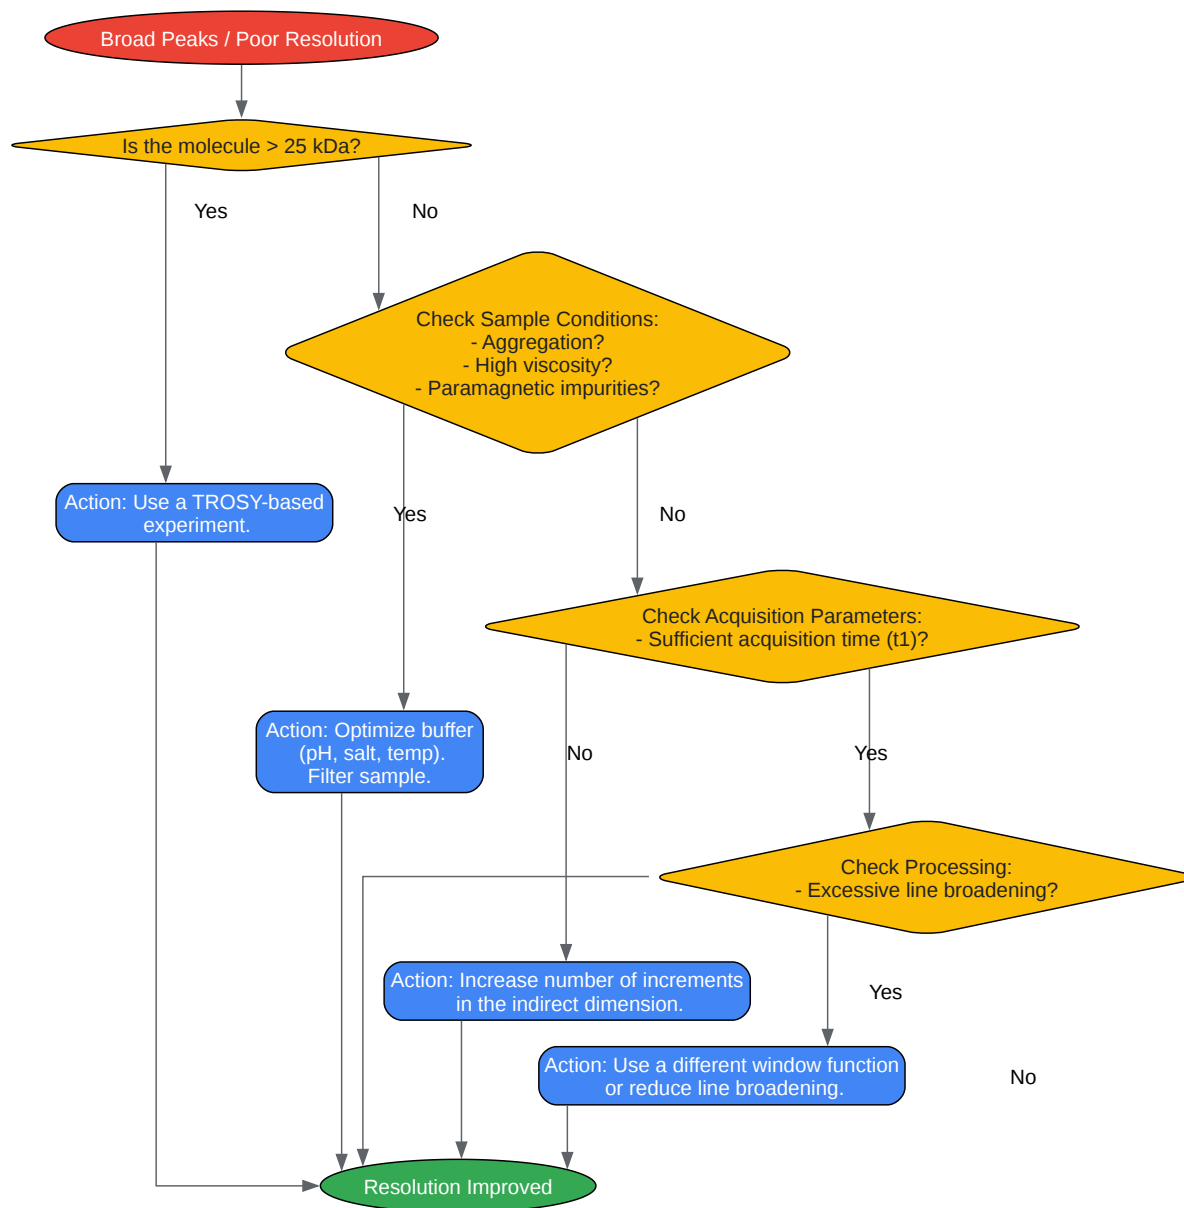 Broad Peaks / Poor Resolution
Is the molecule > 25 kDa?
Yes
No
Check Sample Conditions:
- Aggregation?
- High viscosity?
- Paramagnetic impurities?
Action: Use a TROSY-based
experiment.
Yes
No
Check Acquisition Parameters:
- Sufficient acquisition time (t1)?
Action: Optimize buffer
(pH, salt, temp).
Filter sample.
No
Yes
Check Processing:
- Excessive line broadening?
Action: Increase number of increments
in the indirect dimension.
Yes
Action: Use a different window function
or reduce line broadening.
No
Resolution Improved